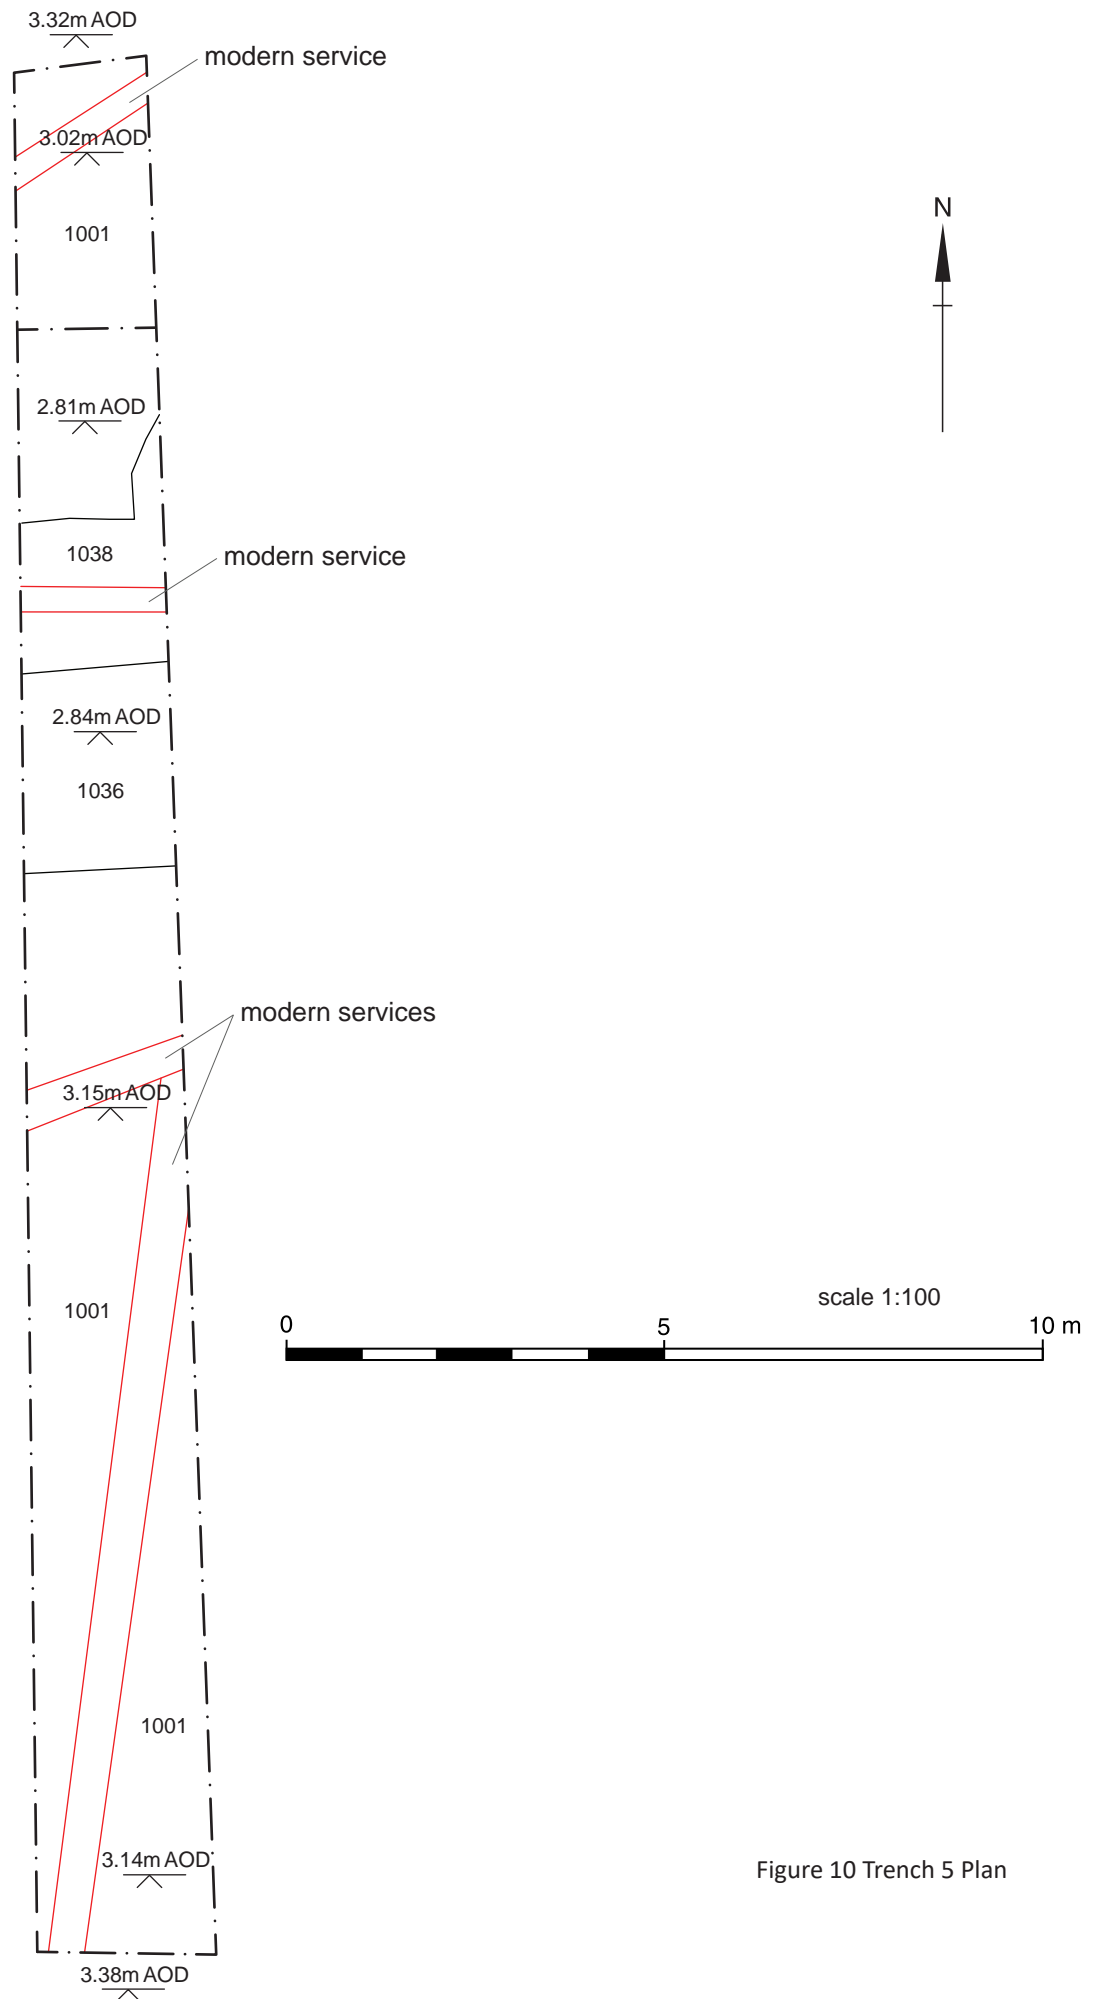 3.32m AOD
modern service
3.02m AOD
N
1001
2.81m AOD
1038
modern service
2.84m AOD
1036
modern services
3.15m AOD
scale 1:100
1001
0
5
10 m
1001
3.14m AOD
Figure 10 Trench 5 Plan
3.38m AOD